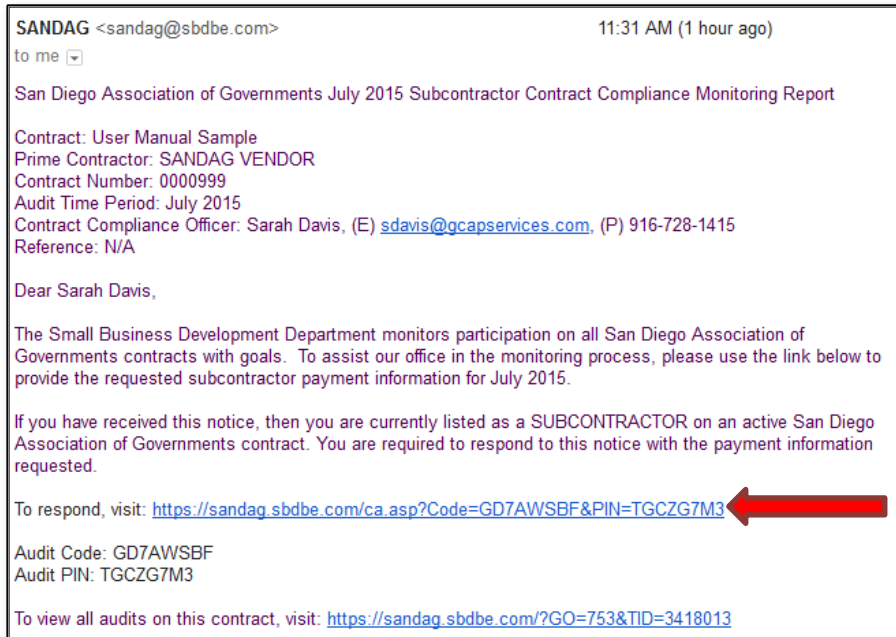 SANDAG <sandag@sbdbe.com> 11:31 AM (1 hour ago)
to me
San Diego Association of Governments July 2015 Subcontractor Contract Compliance Monitoring Report
Contract: User Manual Sample
Prime Contractor: SANDAG VENDOR
Contract Number: 0000999
Audit Time Period: July 2015
Contract Compliance Officer: Sarah Davis, (E) sdavis@gcapservices.com, (P) 916-728-1415
Reference: N/A
Dear Sarah Davis,
The Small Business Development Department monitors participation on all San Diego Association of
Governments contracts with goals. To assist our office in the monitoring process, please use the link below to
provide the requested subcontractor payment information for July 2015.
If you have received this notice, then you are currently listed as a SUBCONTRACTOR on an active San Diego
Association of Governments contract. You are required to respond to this notice with the payment information
requested.
To respond, visit: https://sandag.sbdbe.com/ca.asp?Code=GD7AWSBF&PIN=TGCZG7M3
Audit Code: GD7AWSBF
Audit PIN: TGCZG7M3
To view all audits on this contract, visit: https://sandag.sbdbe.com/?GO=753&TID=3418013